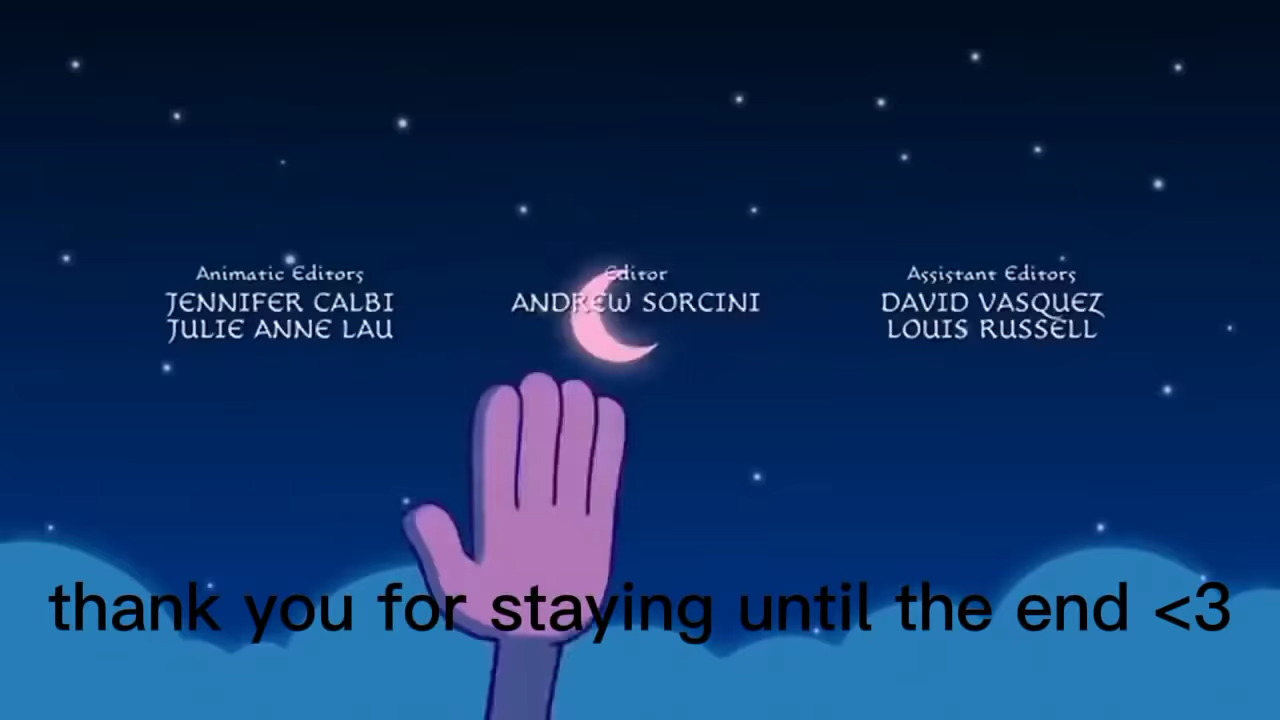 Animatic Editors
JENNIFER CALBI
JULIE ANNE LAU
Editor
ANDREW SORCINI
Assistant Editors
DAVID VASQUEZ
LOUIS RUSSELL
thank you for staying until the end <3